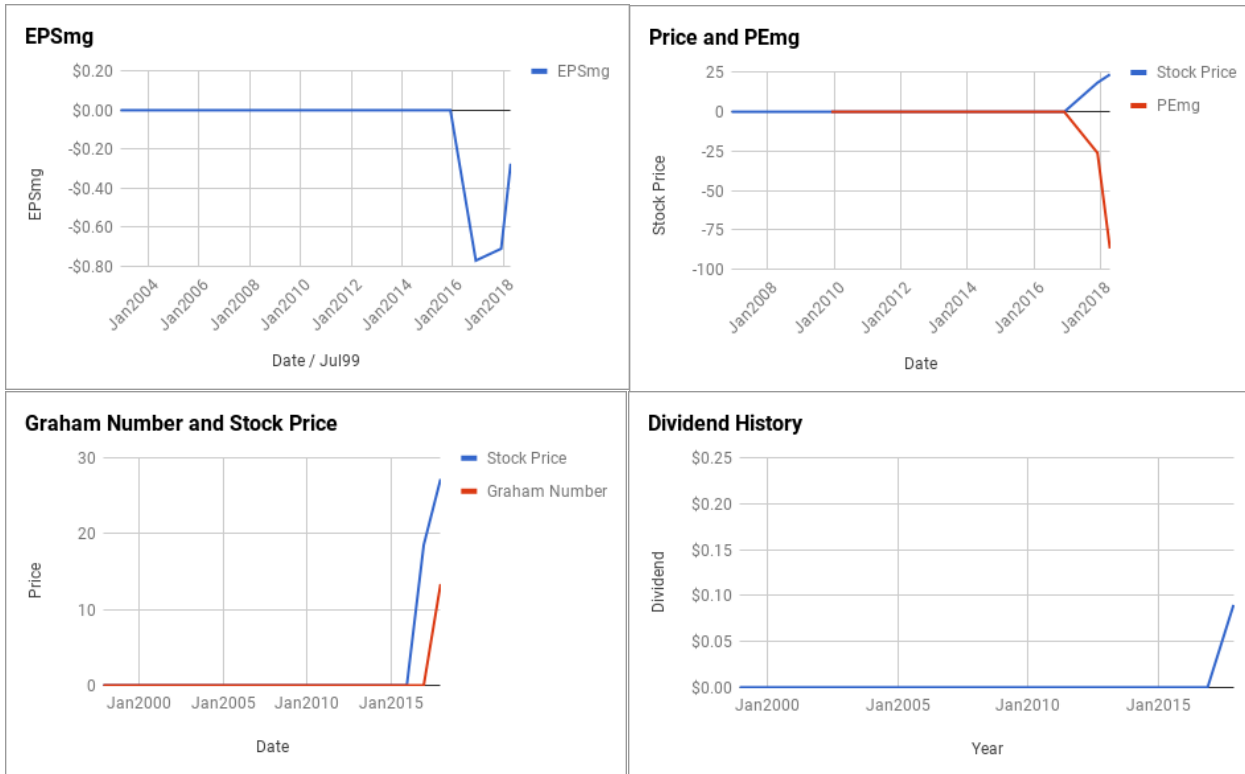 EPSmg
EPSmg
$0.20
$0.00
-$0.20
-$0.40
-$0.60
-$0.80
EPSmg
Jan2004
Jan2006
Jan2008
Jan2010
Jan2012
Jan2014
Jan2016
Jan2018
Date / Jul99
Price and PEmg
Stock Price
PEmg
25
0
-25
-50
-75
-100
Stock Price
Jan2008
Jan2010
Jan2012
Jan2014
Jan2016
Jan2018
Date
Graham Number and Stock Price
Stock Price
Graham Number
30
20
10
0
Price
Jan2000
Jan2005
Jan2010
Jan2015
Date
Dividend History
$0.25
$0.20
$0.15
$0.10
$0.05
$0.00
Dividend
Jan2000
Jan2005
Jan2010
Jan2015
Year